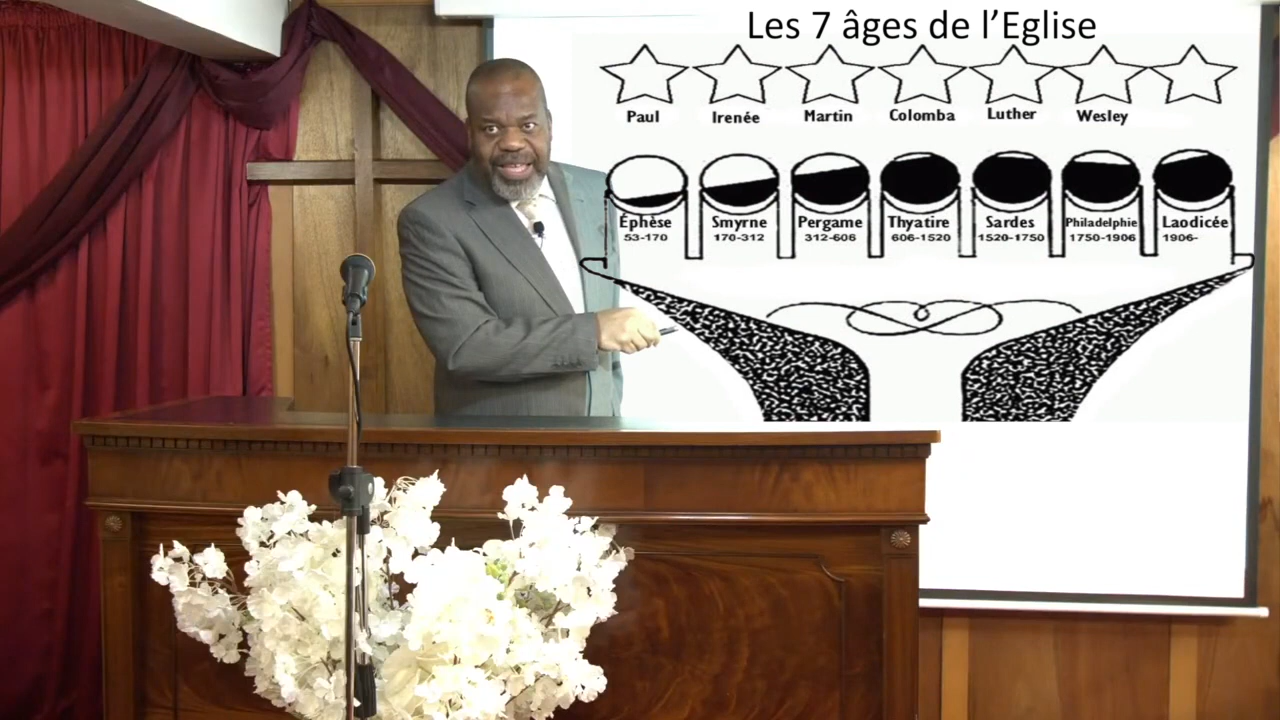 Les 7 âges de l’Eglise
Paul Irenée Martin Colomba Luther Wesley
Éphèse Smyrne Pergame Thyatire Sardes Philadelphie Laodicée
53-170 170-312 312-606 606-1520 1520-1750 1750-1906 1906-